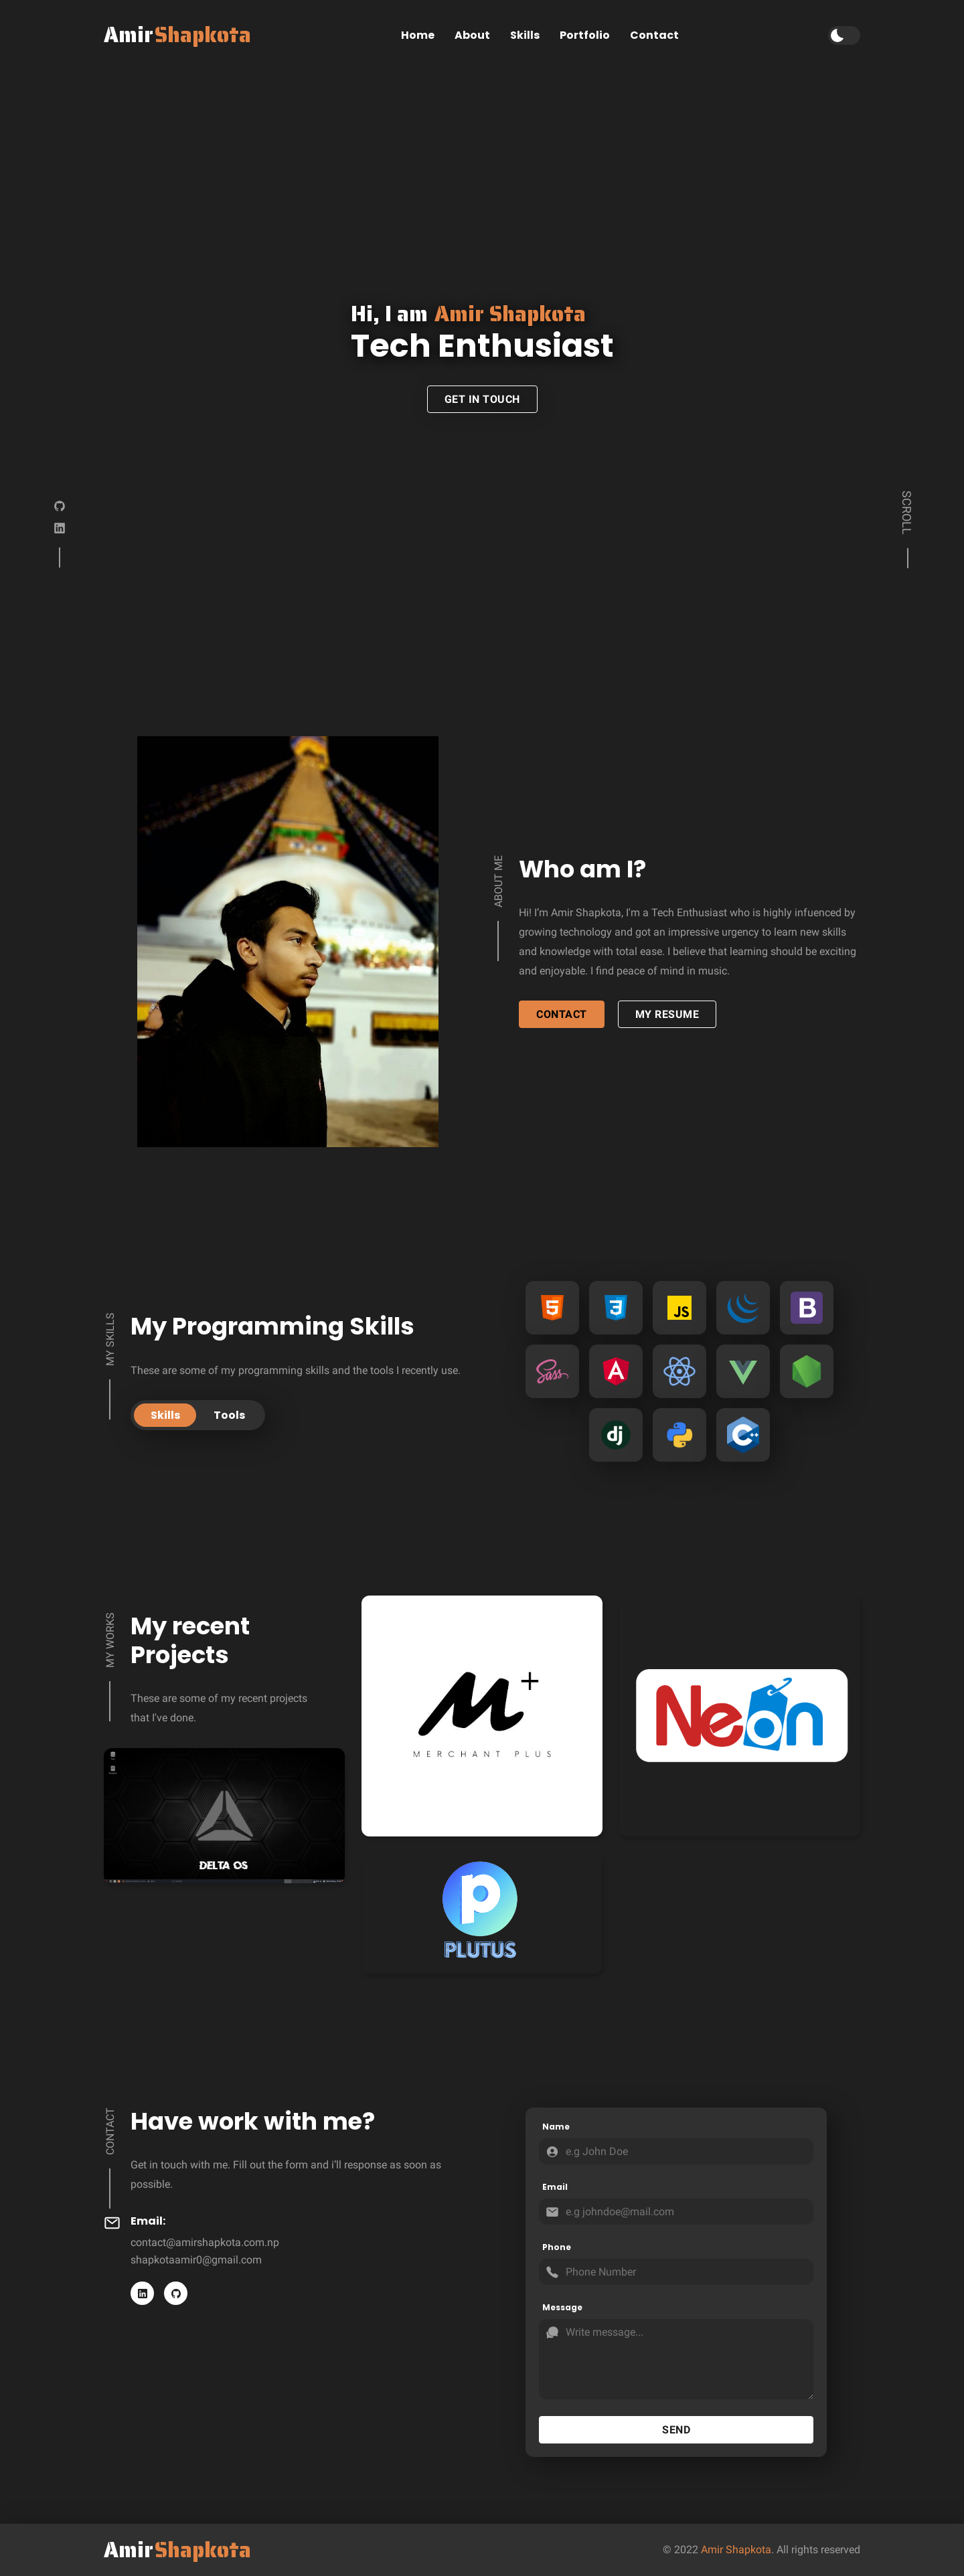 AmirShapkota
Home About Skills Portfolio Contact
Hi, I am Amir Shapkota
Tech Enthusiast
GET IN TOUCH
SCROLL
ABOUT ME
Who am I?
Hi! I'm Amir Shapkota, I'm a Tech Enthusiast who is highly infuenced by
growing technology and got an impressive urgency to learn new skills
and knowledge with total ease. I believe that learning should be exciting
and enjoyable. I find peace of mind in music.
CONTACT MY RESUME
MY SKILLS
My Programming Skills
These are some of my programming skills and the tools I recently use.
Skills Tools
5 3 JS B
Sass A
dj C++
MY WORKS
My recent
Projects
These are some of my recent projects
that I've done.
DELTA OS
M+
MERCHANT PLUS
Neon
P
PLUTUS
CONTACT
Have work with me?
Get in touch with me. Fill out the form and i'll response as soon as
possible.
Email:
contact@amirshapkota.com.np
shapkotaamir0@gmail.com
Name
e.g John Doe
Email
e.g johndoe@mail.com
Phone
Phone Number
Message
Write message...
SEND
AmirShapkota
© 2022 Amir Shapkota. All rights reserved